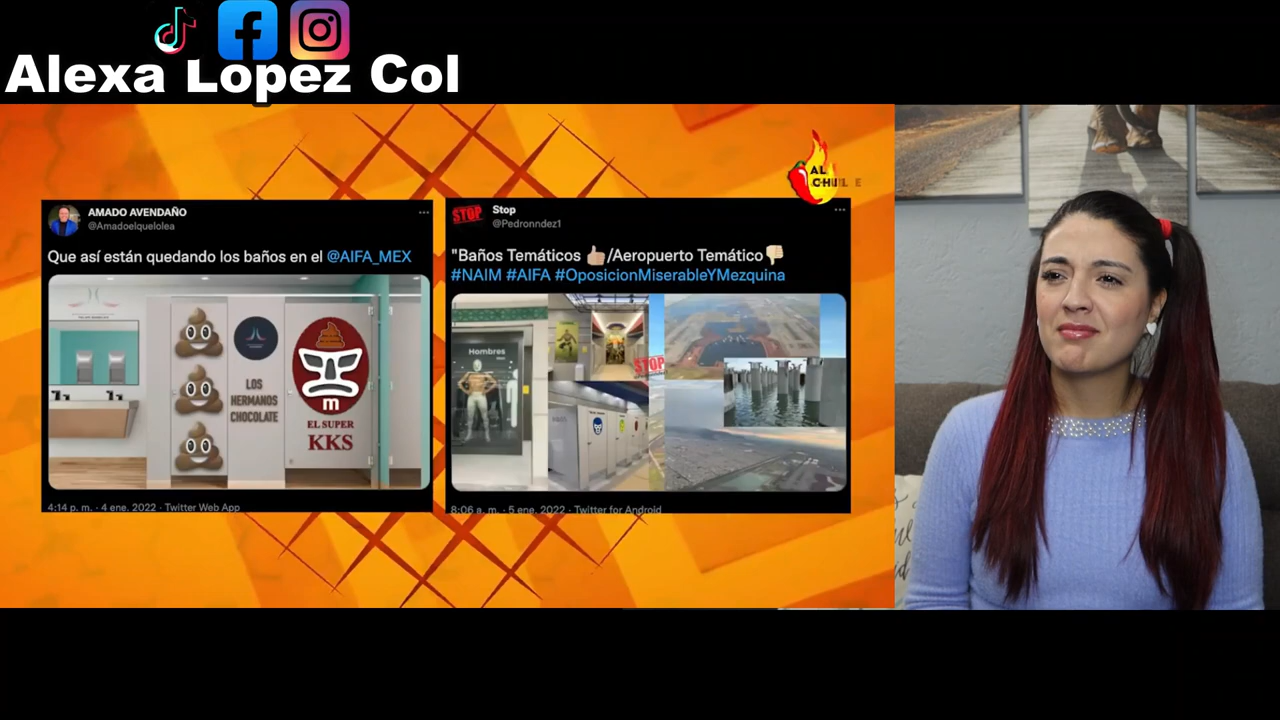 Alexa Lopez Col
AL
CHILE
AMADO AVENDAÑO
@Amadoelquelolea
Que así están quedando los baños en el @AIFA_MEX
LOS
HERMANOS
CHOCOLATE
m
EL SUPER
KKS
4:14 p. m. · 4 ene. 2022 · Twitter Web App
STOP
Stop
@Pedronndez1
"Baños Temáticos 👍/Aeropuerto Temático👎
#NAIM #AIFA #OposicionMiserableYMezquina
Hombres
STOP
8:06 a. m. · 5 ene. 2022 · Twitter for Android